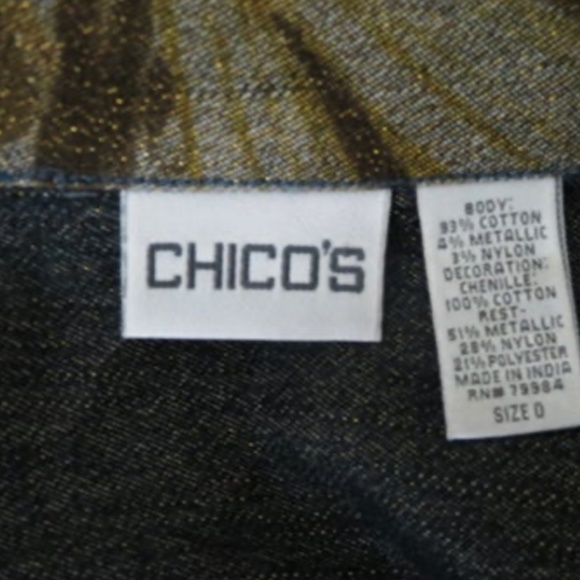 CHICO'S
BODY:
93% COTTON
4% METALLIC
3% NYLON
DECORATION:
CHENILLE:
100% COTTON
REST-
51% METALLIC
28% NYLON
21% POLYESTER
MADE IN INDIA
RN# 79984
SIZE 0